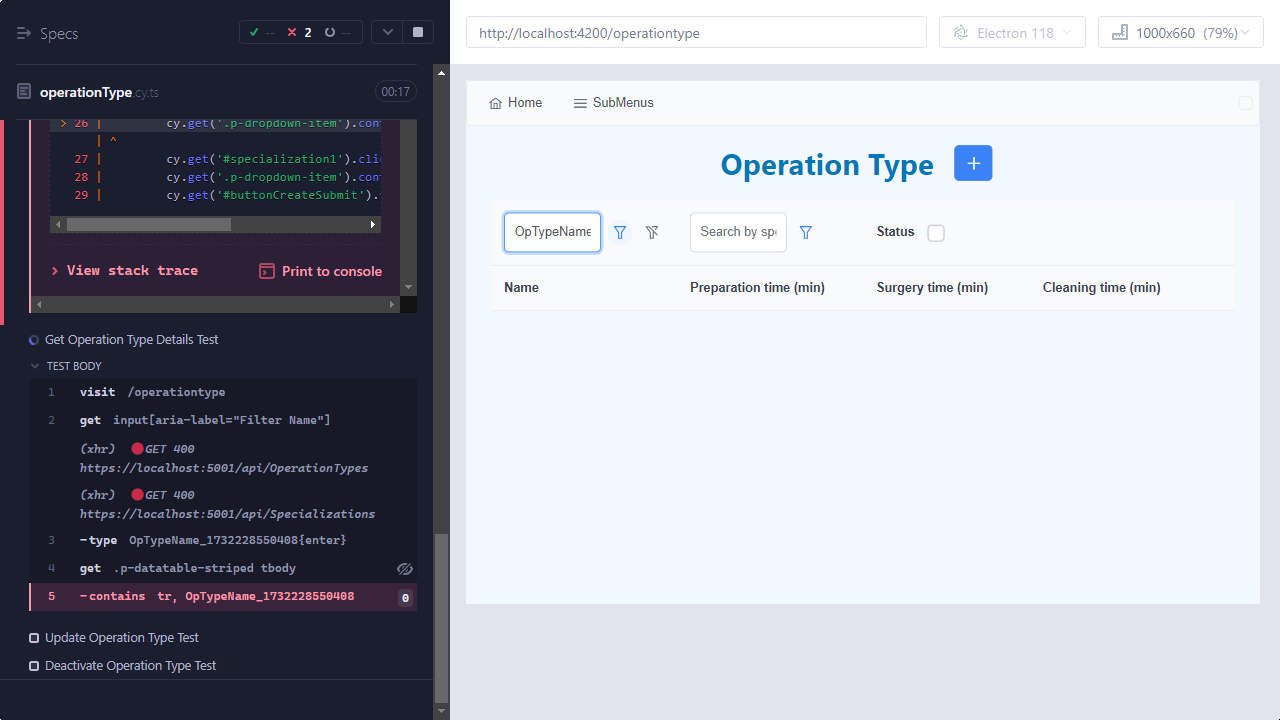 Specs
-- 2 --
http://localhost:4200/operationtype
Electron 118
1000x660 (79%)
operationType.cy.ts
00:17
> 26 | cy.get('.p-dropdown-item').con
| ^
27 | cy.get('#specialization1').clic
28 | cy.get('.p-dropdown-item').con
29 | cy.get('#buttonCreateSubmit').
View stack trace
Print to console
Get Operation Type Details Test
TEST BODY
1 visit /operationtype
2 get input[aria-label="Filter Name"]
(xhr) GET 400
https://localhost:5001/api/OperationTypes
(xhr) GET 400
https://localhost:5001/api/Specializations
3 -type OpTypeName_1732228550408{enter}
4 get .p-datatable-striped tbody
5 -contains tr, OpTypeName_1732228550408 0
Update Operation Type Test
Deactivate Operation Type Test
Home
SubMenus
Operation Type +
OpTypeName
Search by spe
Status
Name
Preparation time (min)
Surgery time (min)
Cleaning time (min)